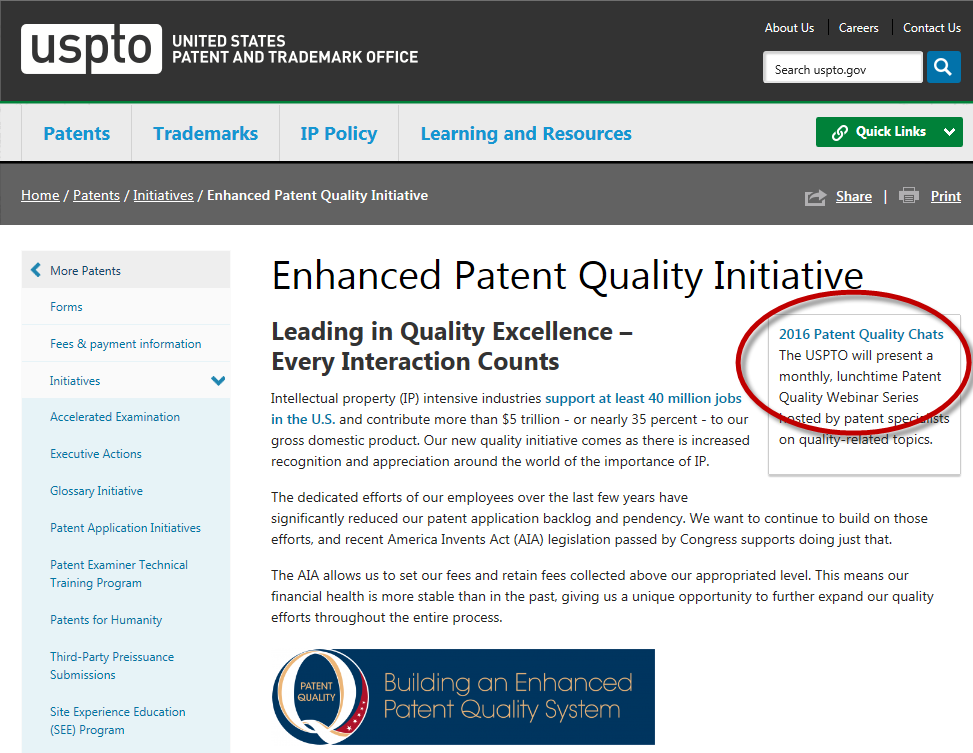 uspto
UNITED STATES
PATENT AND TRADEMARK OFFICE
About Us
Careers
Contact Us
Search uspto.gov
Patents
Trademarks
IP Policy
Learning and Resources
Quick Links
Home / Patents / Initiatives / Enhanced Patent Quality Initiative
Share | Print
More Patents
Forms
Fees & payment information
Initiatives
Accelerated Examination
Executive Actions
Glossary Initiative
Patent Application Initiatives
Patent Examiner Technical
Training Program
Patents for Humanity
Third-Party Preissuance
Submissions
Site Experience Education
(SEE) Program
Enhanced Patent Quality Initiative
Leading in Quality Excellence –
Every Interaction Counts
Intellectual property (IP) intensive industries support at least 40 million jobs
in the U.S. and contribute more than $5 trillion - or nearly 35 percent - to our
gross domestic product. Our new quality initiative comes as there is increased
recognition and appreciation around the world of the importance of IP.
2016 Patent Quality Chats
The USPTO will present a
monthly, lunchtime Patent
Quality Webinar Series
hosted by patent specialists
on quality-related topics.
The dedicated efforts of our employees over the last few years have
significantly reduced our patent application backlog and pendency. We want to continue to build on those
efforts, and recent America Invents Act (AIA) legislation passed by Congress supports doing just that.
The AIA allows us to set our fees and retain fees collected above our appropriated level. This means our
financial health is more stable than in the past, giving us a unique opportunity to further expand our quality
efforts throughout the entire process.
PATENT
QUALITY
Building an Enhanced
Patent Quality System